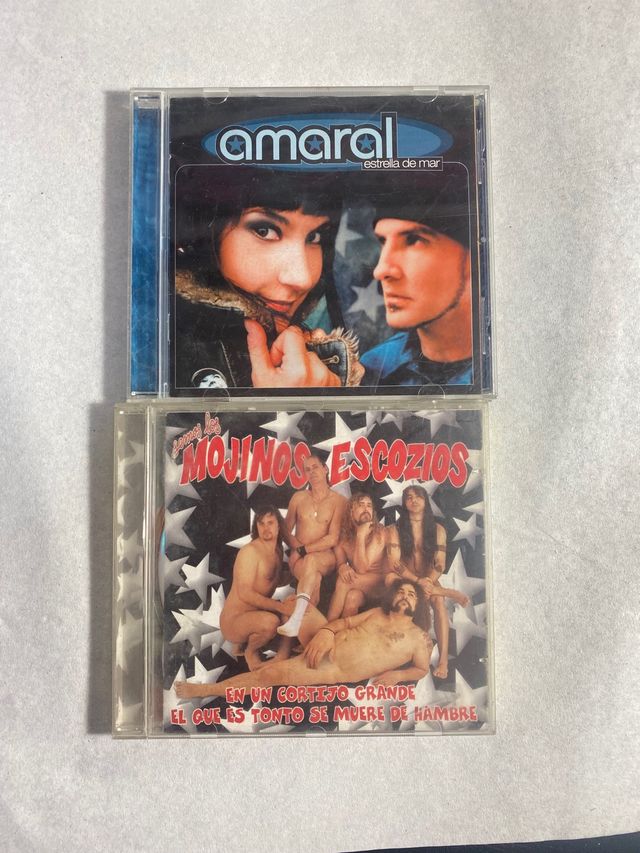 amaral
estrella de mar
somos los
MOJINOS ESCOZIOS
EN UN CORTIJO GRANDE
EL QUE ES TONTO SE MUERE DE HAMBRE